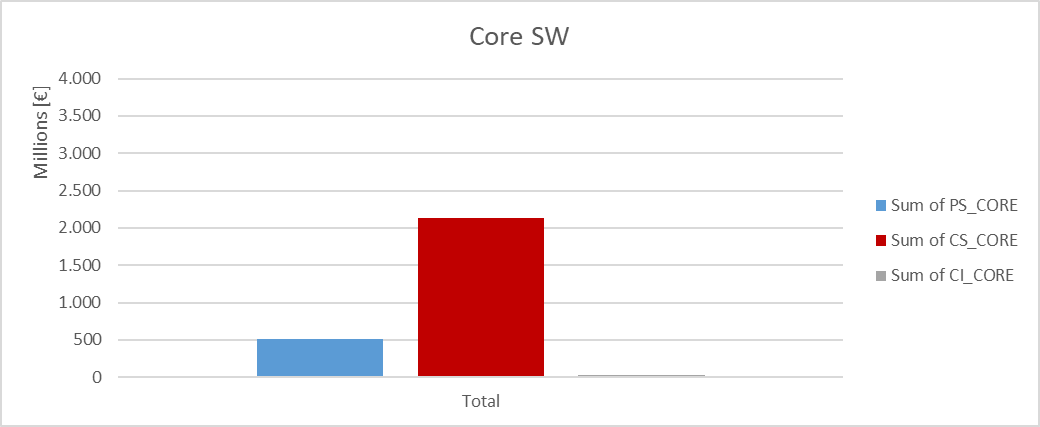 Core SW
Millions [€]
4.000
3.500
3.000
2.500
2.000
1.500
1.000
500
0
Total
Sum of PS_CORE
Sum of CS_CORE
Sum of CI_CORE